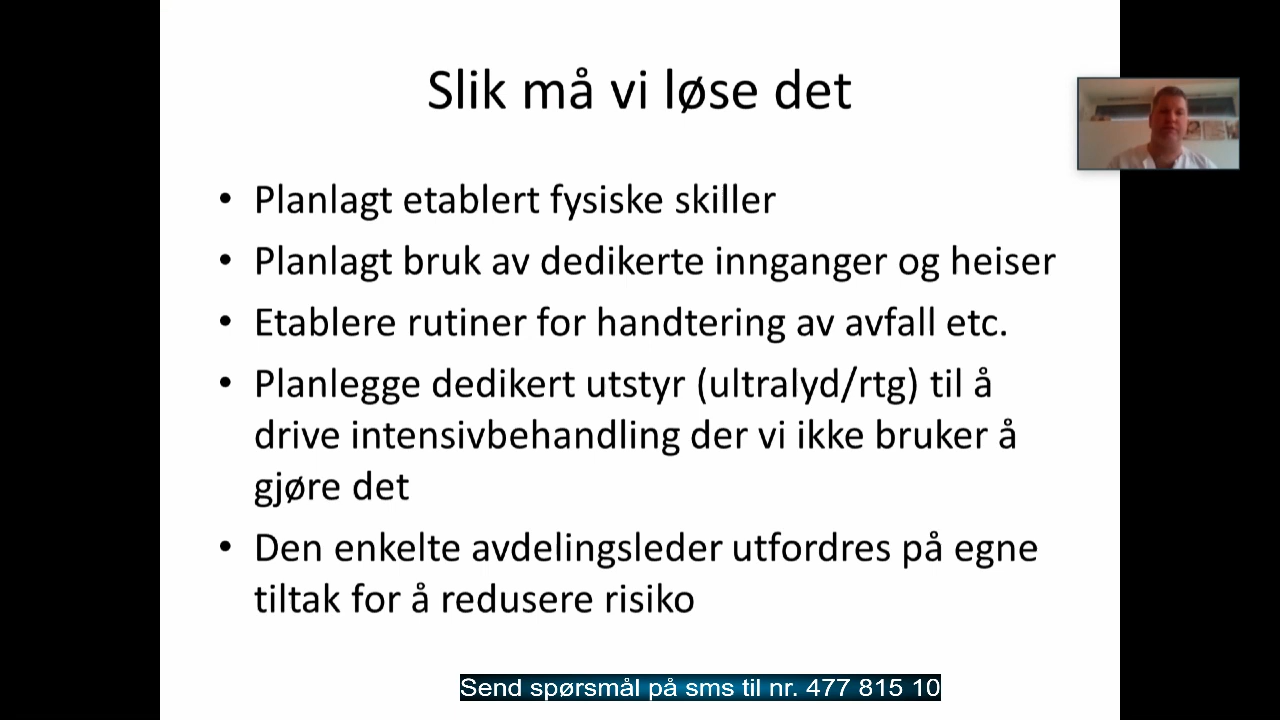 Slik må vi løse det
• Planlagt etablert fysiske skiller
• Planlagt bruk av dedikerte innganger og heiser
• Etablere rutiner for handtering av avfall etc.
• Planlegge dedikert utstyr (ultralyd/rtg) til å
drive intensivbehandling der vi ikke bruker å
gjøre det
• Den enkelte avdelingsleder utfordres på egne
tiltak for å redusere risiko
Send spørsmål på sms til nr. 477 815 10